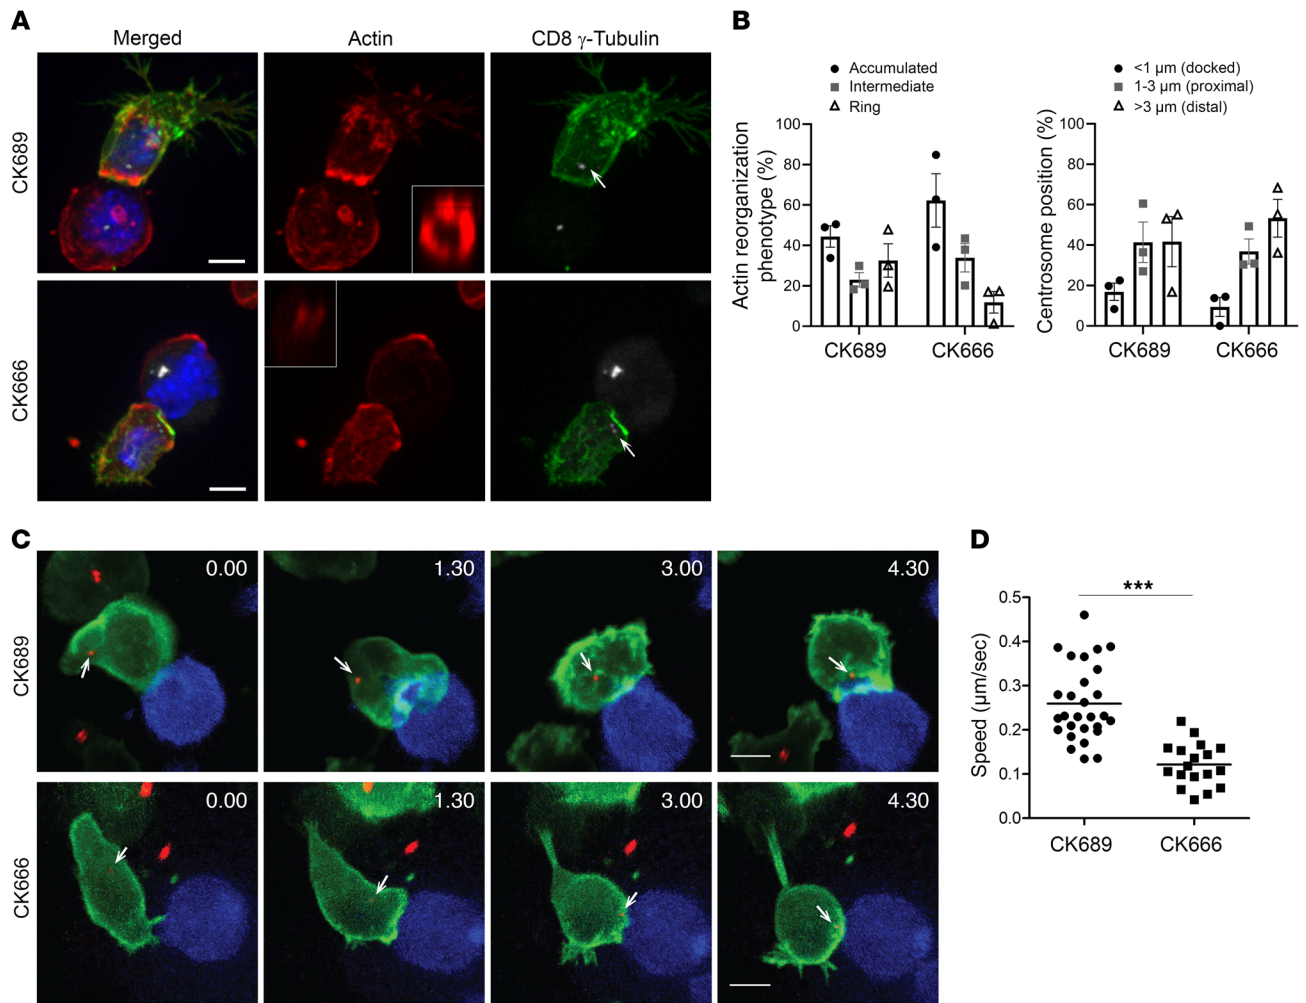 A
Merged
Actin
CD8 γ-Tubulin
CK689
CK666
B
Accumulated
Intermediate
Ring
Actin reorganization
phenotype (%)
100
80
60
40
20
0
CK689
CK666
<1 µm (docked)
1-3 µm (proximal)
>3 µm (distal)
Centrosome position (%)
100
80
60
40
20
0
CK689
CK666
C
CK689
0.00
1.30
3.00
4.30
CK666
0.00
1.30
3.00
4.30
D
***
Speed (µm/sec)
0.5
0.4
0.3
0.2
0.1
0.0
CK689
CK666